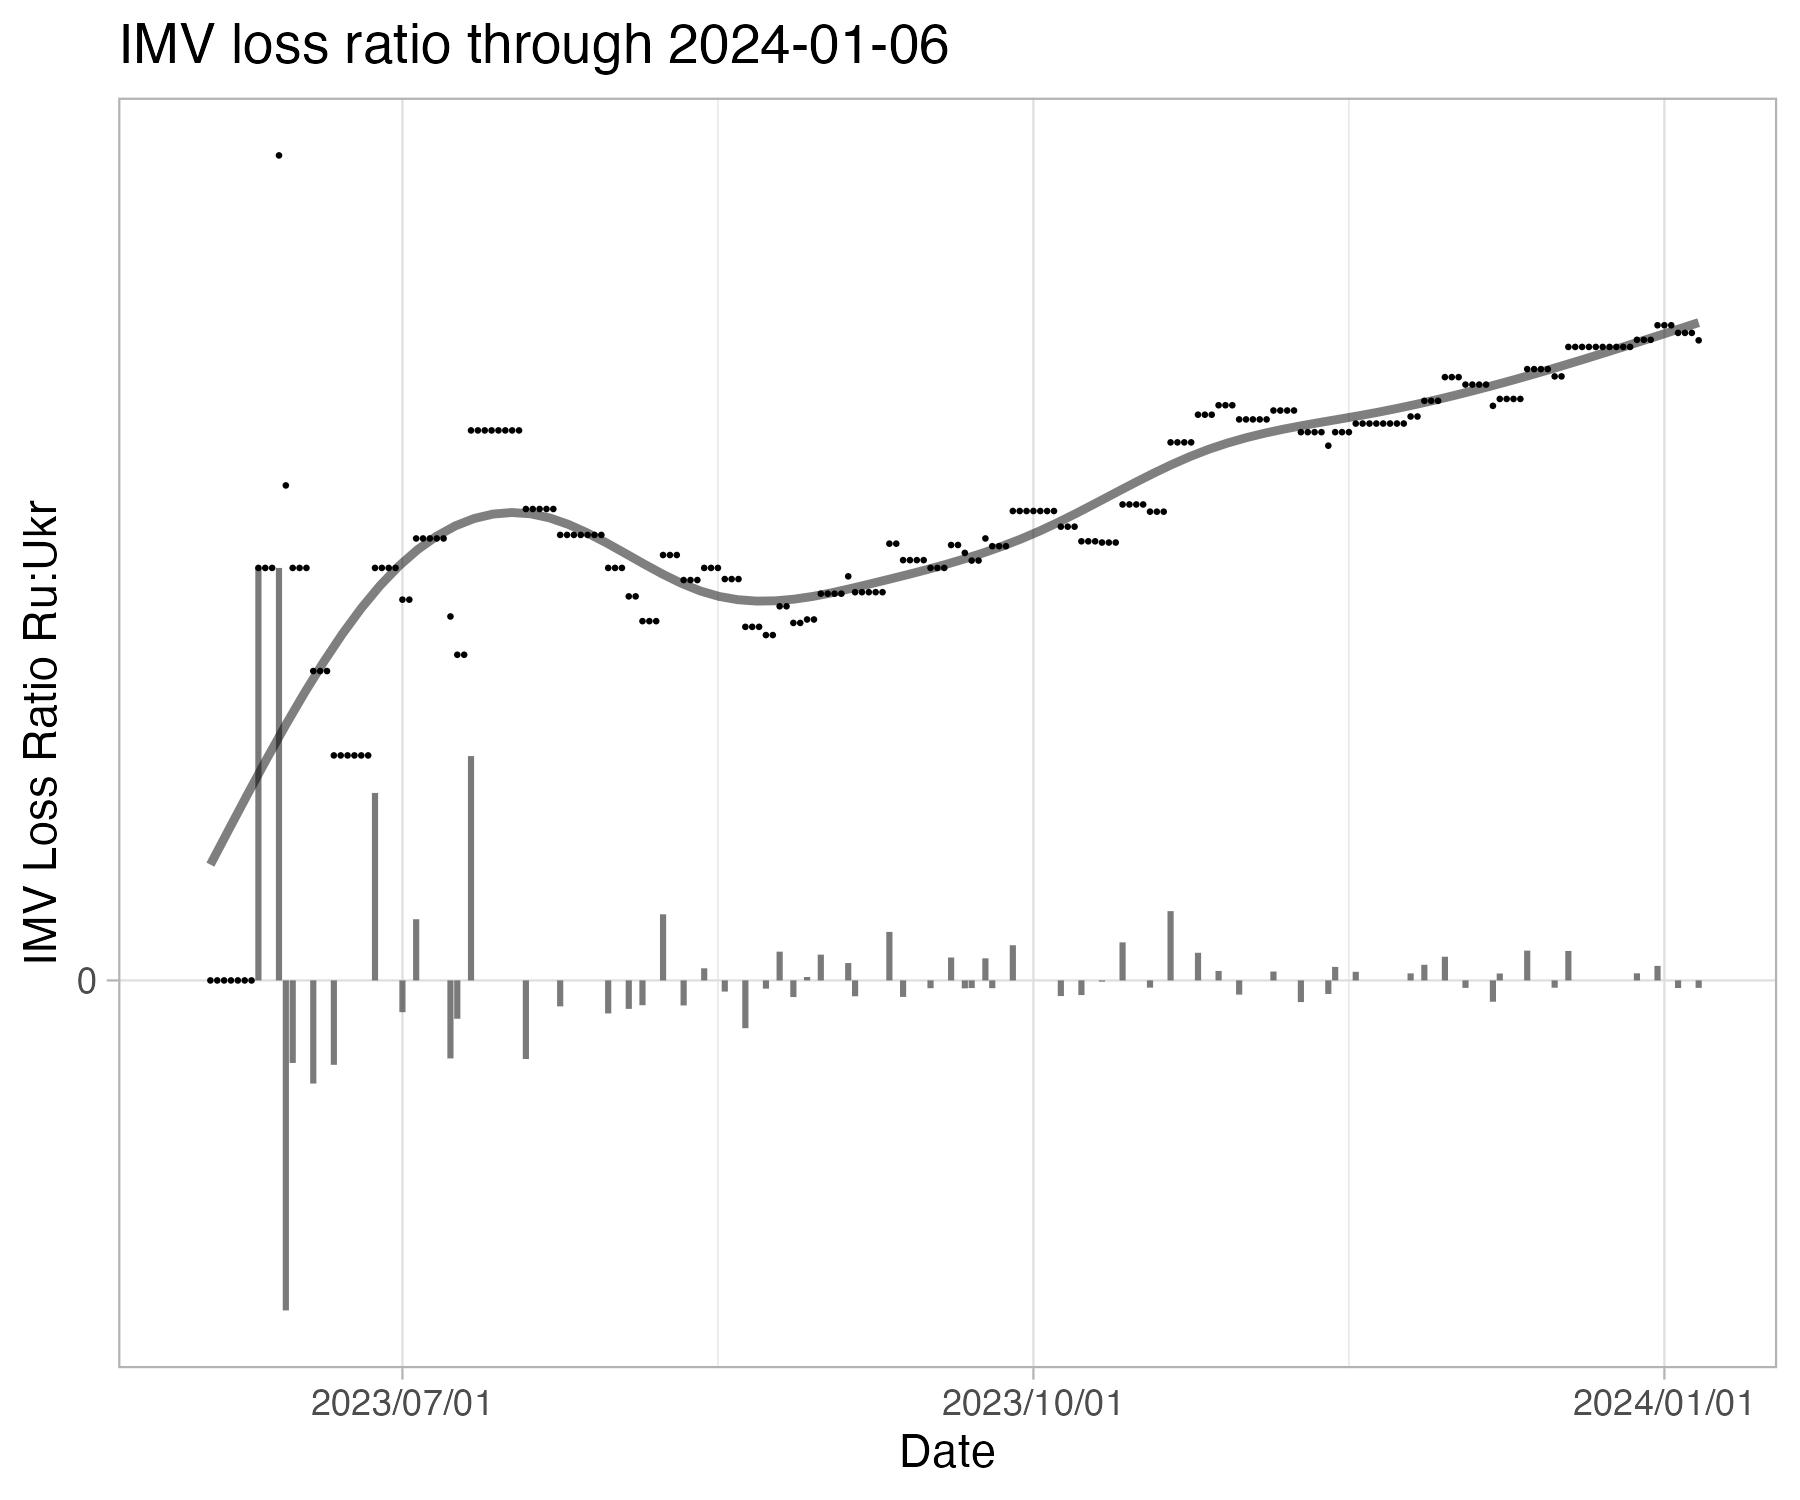 IMV loss ratio through 2024-01-06
IMV Loss Ratio Ru:Ukr
0
2023/07/01
2023/10/01
2024/01/01
Date